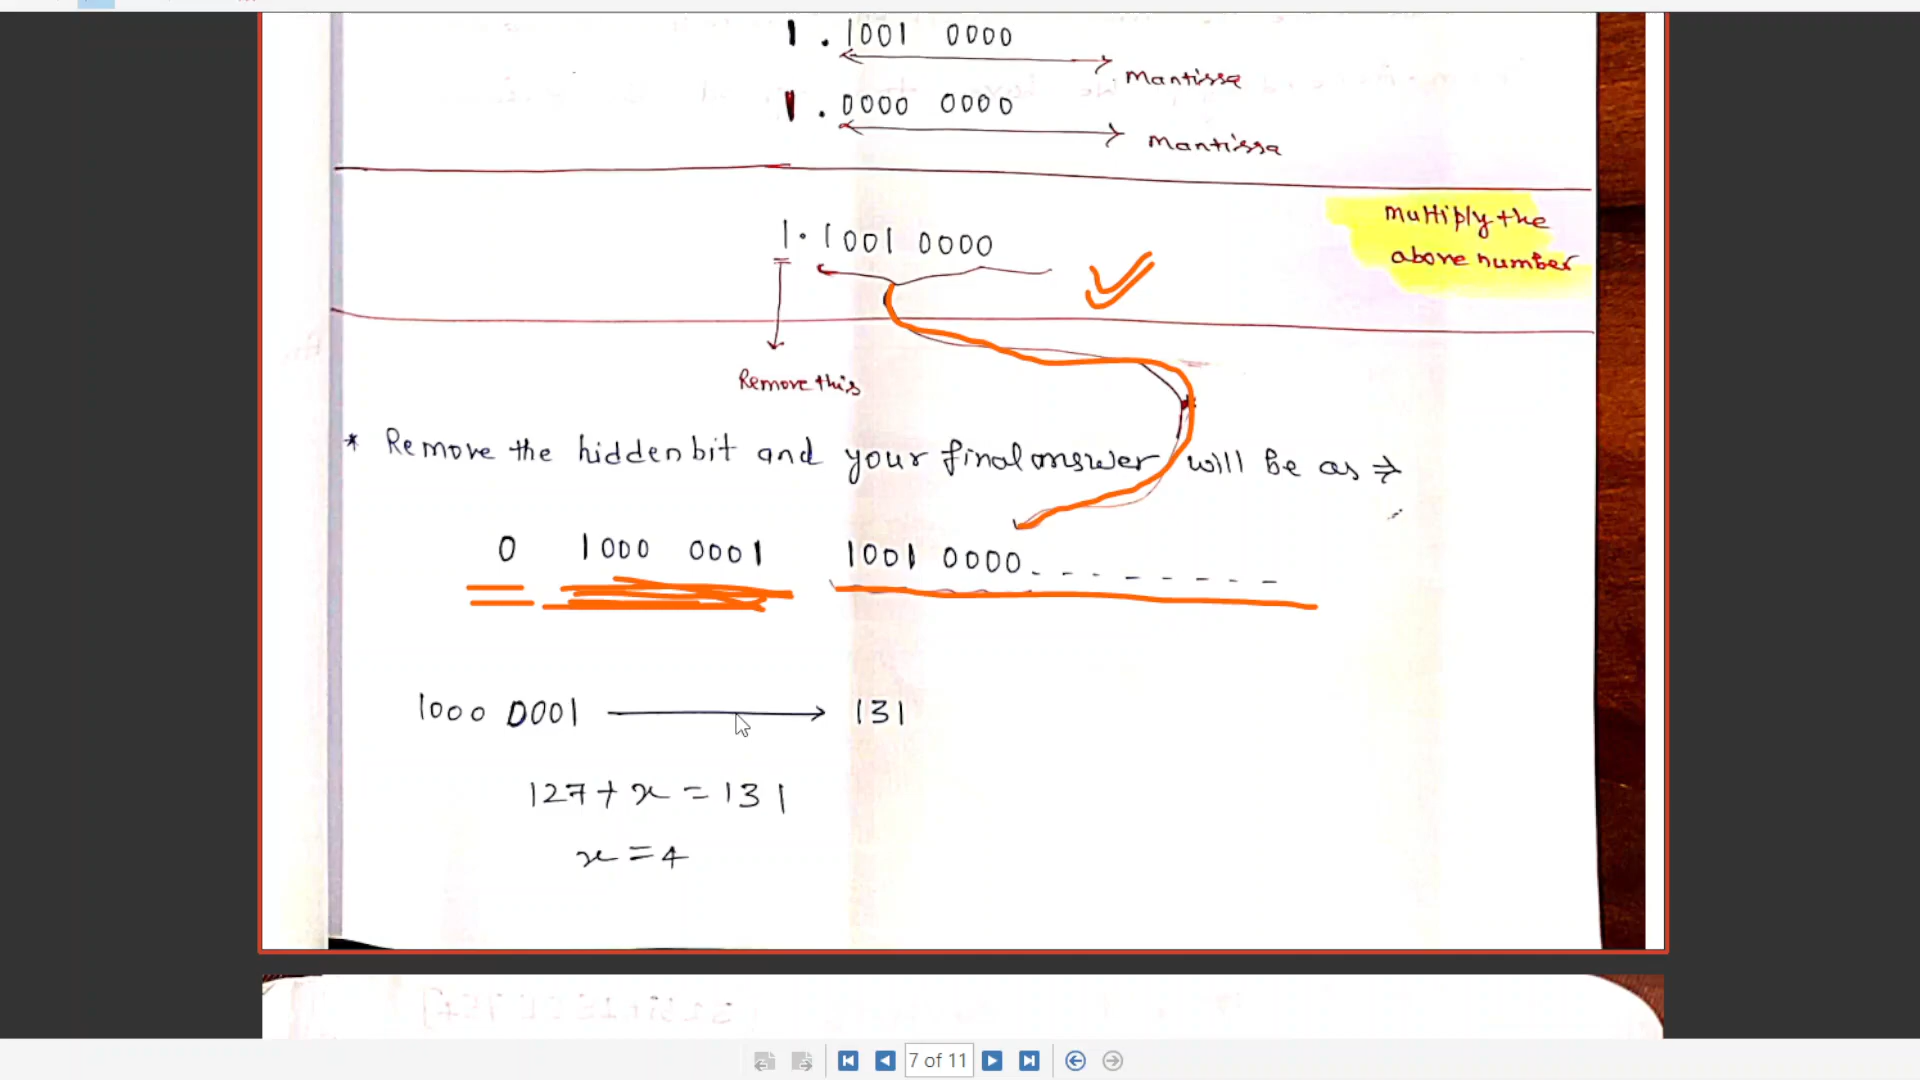 1 . 1001 0000
Mantissa
1 . 0000 0000
Mantissa
multiply the
above number
1 . 1001 0000
Remove this
* Remove the hidden bit and your final answer will be as ⇒
0 1000 0001 1001 0000 - - - - - - - -
1000 0001 → 131
127 + x = 131
x = 4
7 of 11